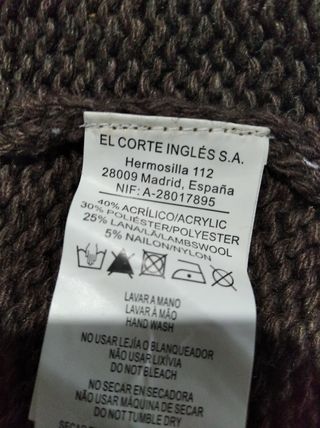 EL CORTE INGLÉS S.A.
Hermosilla 112
28009 Madrid, España
NIF: A-28017895
40% ACRÍLICO/ACRYLIC
30% POLIÉSTER/POLYESTER
25% LANA/LÃ/LAMBSWOOL
5% NAILON/NYLON
LAVAR A MANO
LAVAR À MÃO
HAND WASH
NO USAR LEJÍA O BLANQUEADOR
NÃO USAR LIXIVIA
DO NOT BLEACH
NO SECAR EN SECADORA
NÃO USAR MÁQUINA DE SECAR
DO NOT TUMBLE DRY